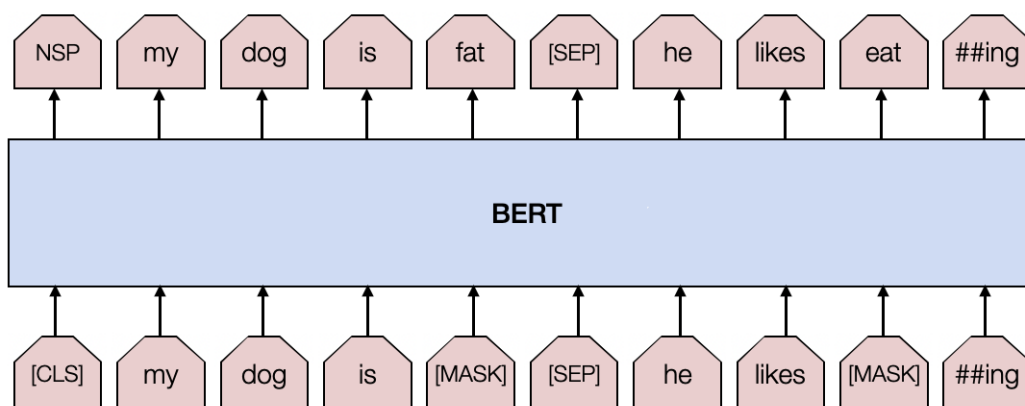 NSP my dog is fat [SEP] he likes eat ##ing
BERT
[CLS] my dog is [MASK] [SEP] he likes [MASK] ##ing